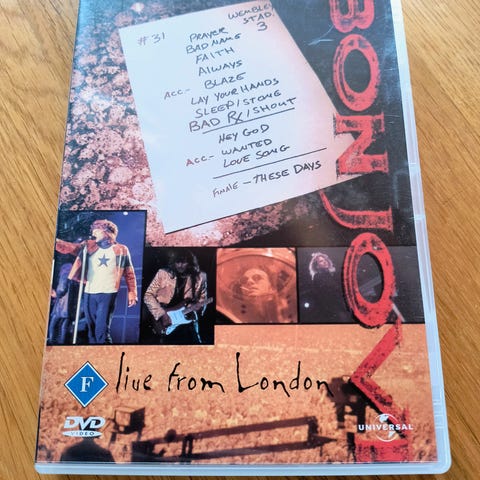 WEMBLEY
STAD.
3
#31 PRAYER
BAD NAME
FAITH
ALWAYS
ACC.- BLAZE
LAY YOUR HANDS
SLEEP/STONE
BAD RX/SHOUT
HEY GOD
ACC- WANTED
LOVE SONG
FINALE - THESE DAYS
BON JOVI
live from London
F
DVD
VIDEO
UNIVERSAL